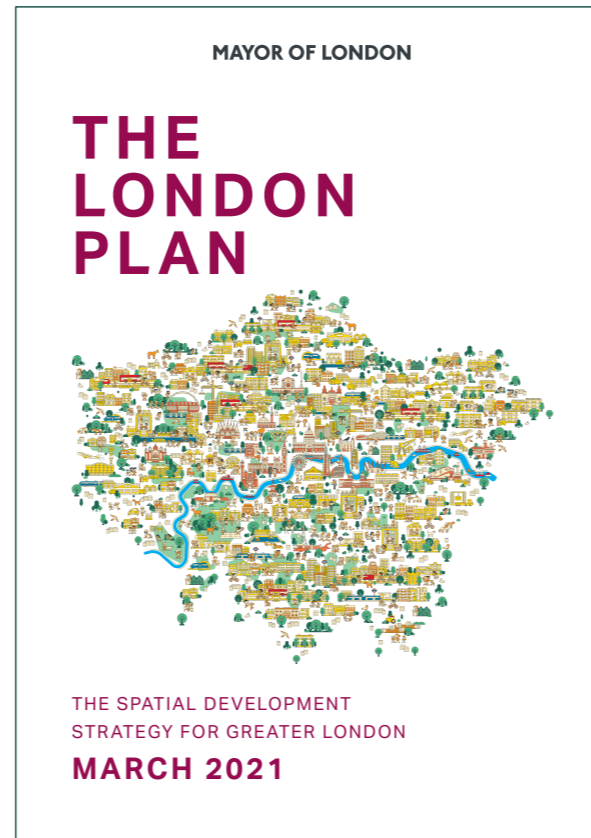 MAYOR OF LONDON
THE
LONDON
PLAN
THE SPATIAL DEVELOPMENT
STRATEGY FOR GREATER LONDON
MARCH 2021